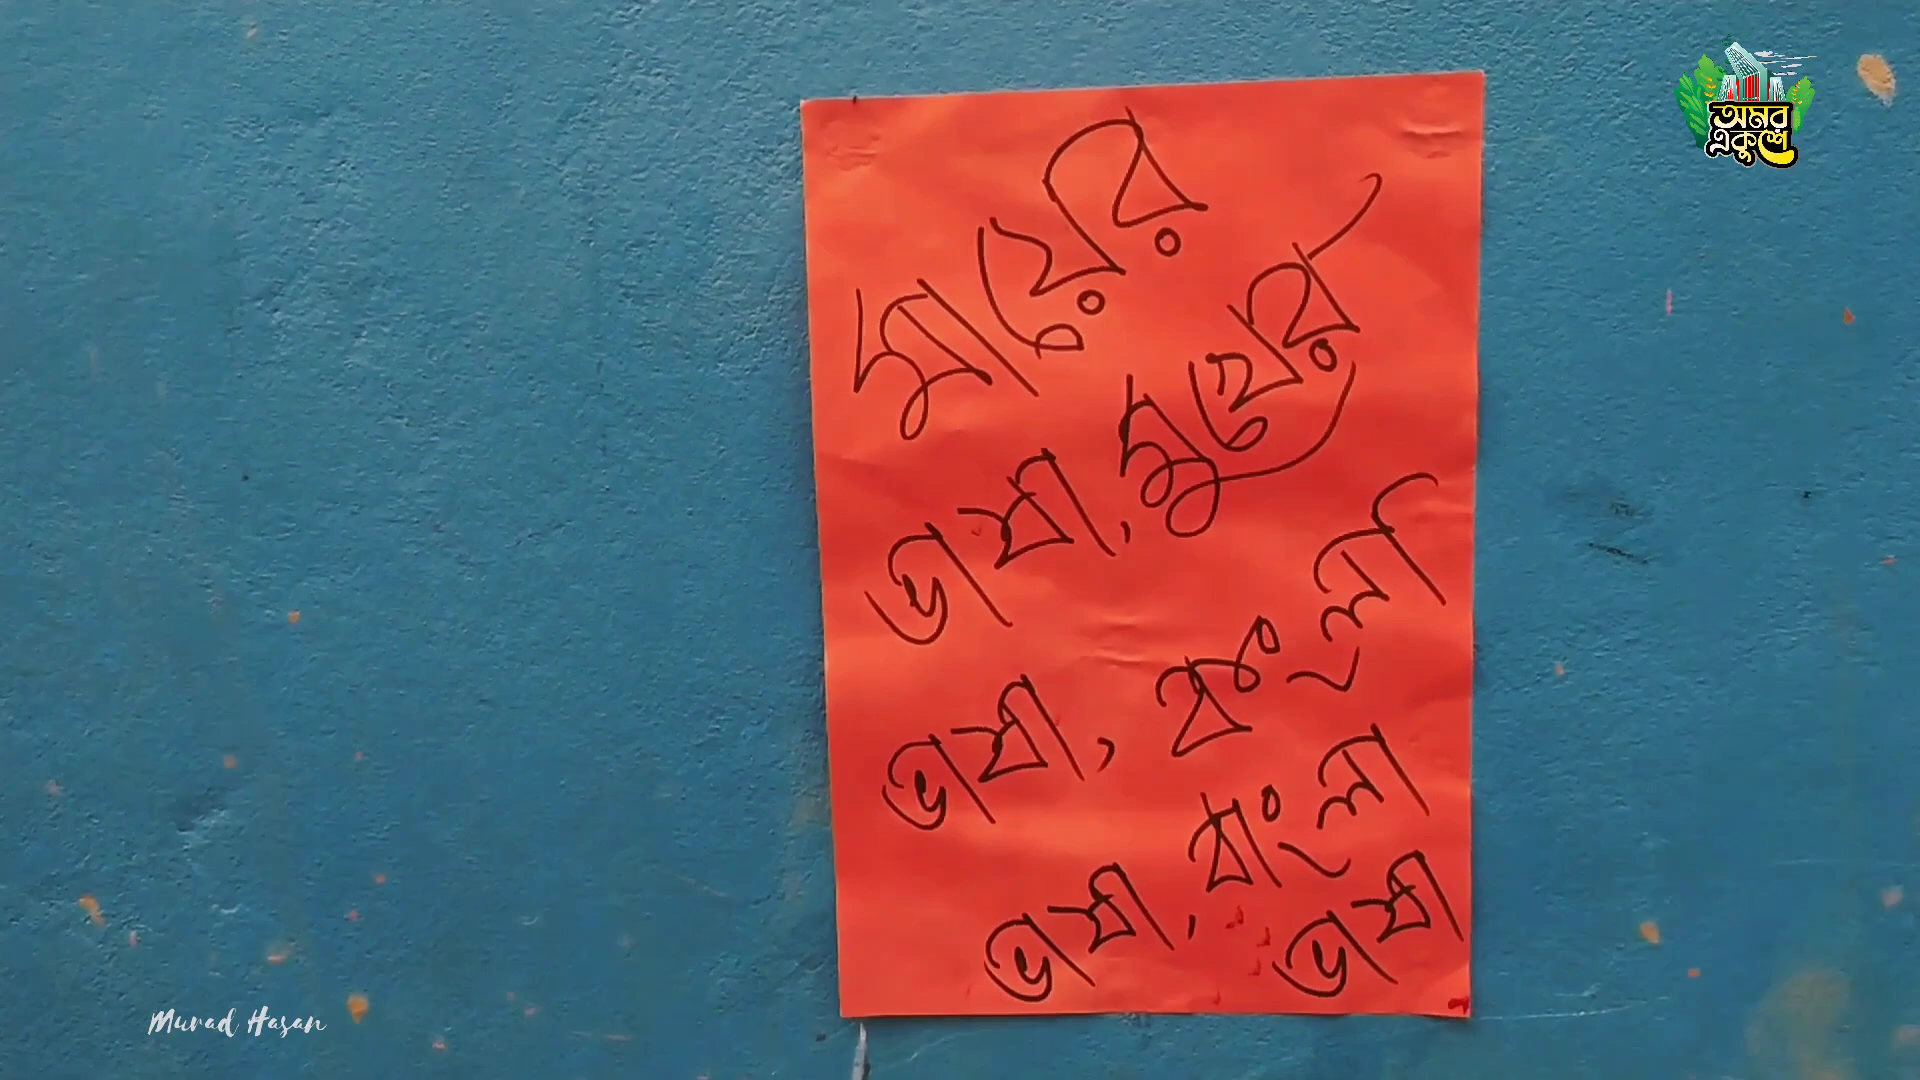 অমর
একুশে
মায়ের
ভাষা, মুখের
ভাষা, বাংলা
ভাষা, বাংলা
ভাষা
Murad Hasan